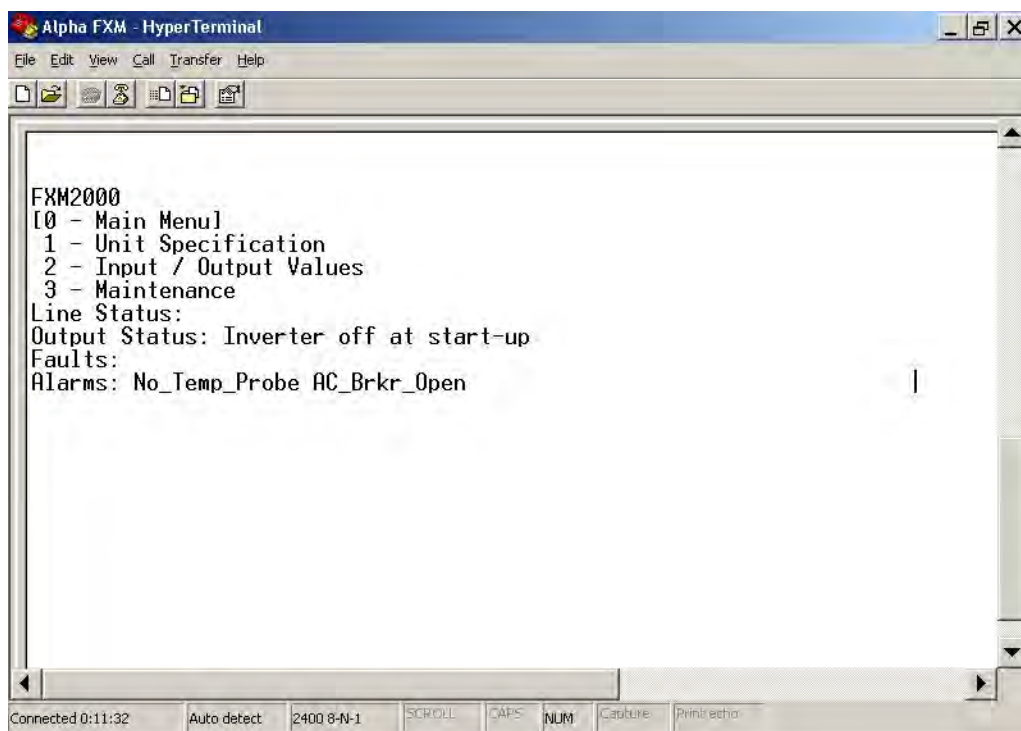 Alpha FXM - HyperTerminal
File Edit View Call Transfer Help
FXM2000
[0 - Main Menu]
1 - Unit Specification
2 - Input / Output Values
3 - Maintenance
Line Status:
Output Status: Inverter off at start-up
Faults:
Alarms: No_Temp_Probe AC_Brkr_Open
Connected 0:11:32 Auto detect 2400 8-N-1 SCROLL CAPS NUM Capture Print echo